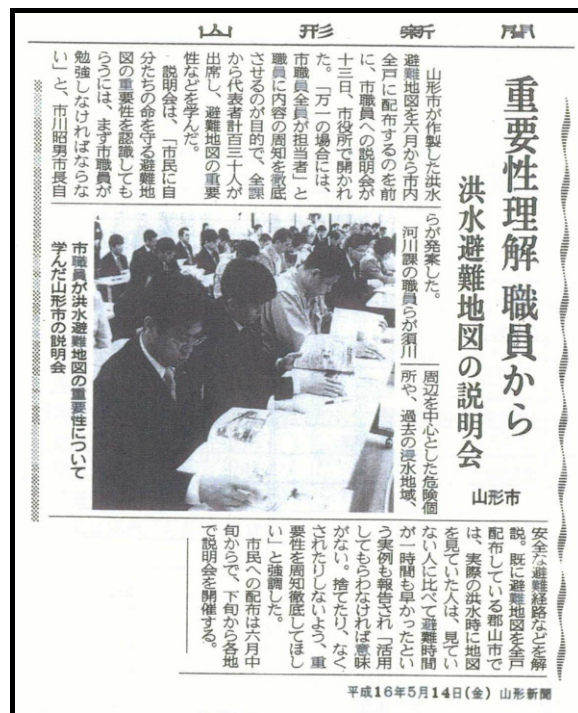 山形新聞
重要性理解 職員から
洪水避難地図の説明会
山形市
山形市が作製した洪水
避難地図を六月から市内
全戸に配布するのを前
に、市職員への説明会が
十三日、市役所で開かれ
た。「万一の場合には、
市職員全員が担当者」と
職員に内容の周知を徹底
させるのが目的で、全課
から代表者計百三十人が
出席し、避難地図の重要
性などを学んだ。
説明会は、「市民に自
分たちの命を守る避難地
図の重要性を認識しても
らうには、まず市職員が
勉強しなければならな
い」と、市川昭男市長自
らが発案した。
河川課の職員らが須川
周辺を中心とした危険個
所や、過去の浸水地域、
市職員が洪水避難地図の重要性について
学んだ山形市の説明会
安全な避難経路などを解
説。既に避難地図を全戸
配布している郡山市で
は、実際の洪水時に地図
を見ていた人は、見てい
ない人に比べて避難時間
が一時間も早かったとい
う実例も報告され「活用
してもらわなければ意味
がない。捨てたり、なく
されたりしないよう、重
要性を周知徹底してほし
い」と強調した。
市民への配布は六月中
旬からで、下旬から各地
で説明会を開催する。
平成16年5月14日(金) 山形新聞